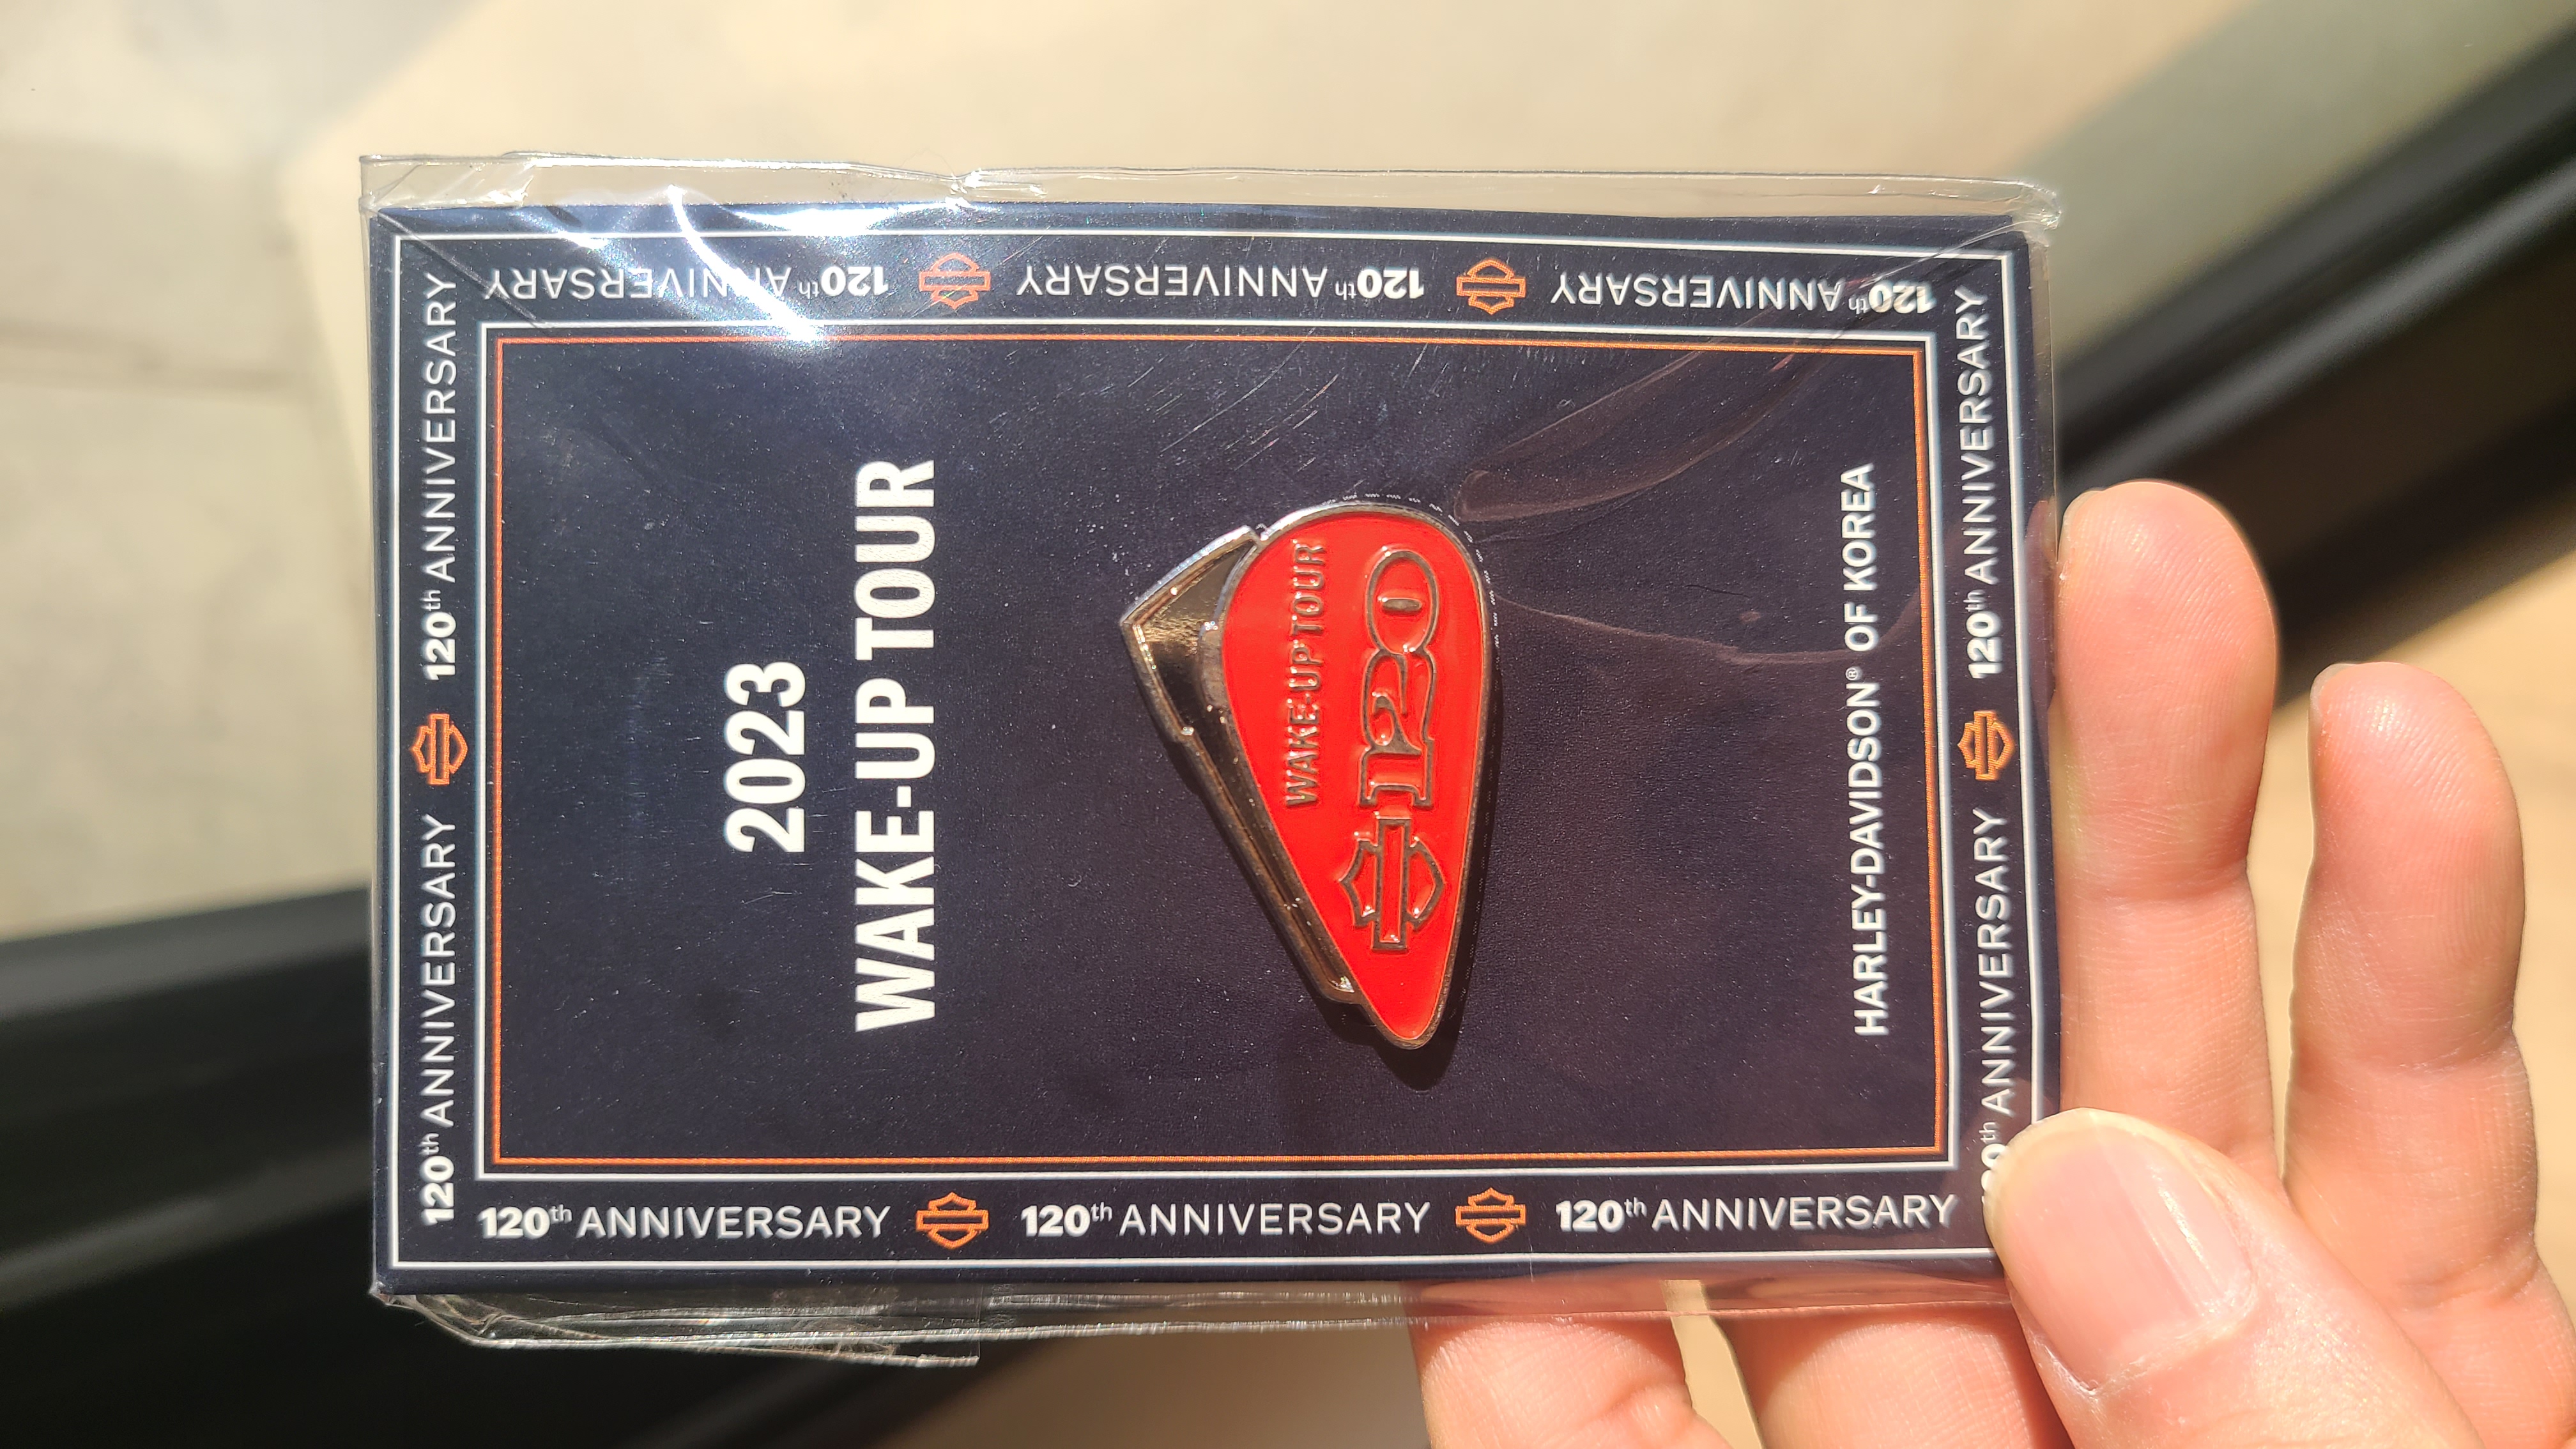 2023
WAKE-UP TOUR
WAKE-UP TOUR
120
HARLEY-DAVIDSON® OF KOREA
120th ANNIVERSARY 120th ANNIVERSARY
120th ANNIVERSARY 120th ANNIVERSARY 120th ANNIVERSARY
120th ANNIVERSARY 120th ANNIVERSARY 120th ANNIVERSARY
ANNIVERSARY 120th ANNIVERSARY